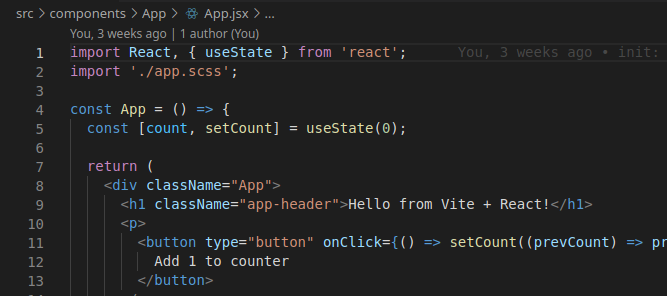 src > components > App > App.jsx > ...
You, 3 weeks ago | 1 author (You)
1 import React, { useState } from 'react'; You, 3 weeks ago • init:
2 import './app.scss';
3
4 const App = () => {
5 const [count, setCount] = useState(0);
6
7 return (
8 <div className="App">
9 <h1 className="app-header">Hello from Vite + React!</h1>
10 <p>
11 <button type="button" onClick={() => setCount((prevCount) => pr
12 Add 1 to counter
13 </button>